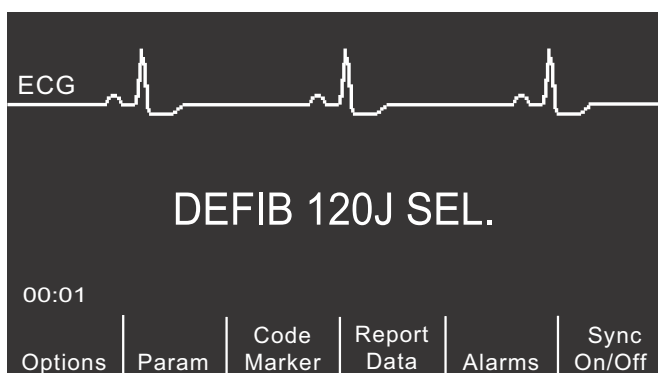 ECG
DEFIB 120J SEL.
00:01
Options
Param
Code
Marker
Report
Data
Alarms
Sync
On/Off